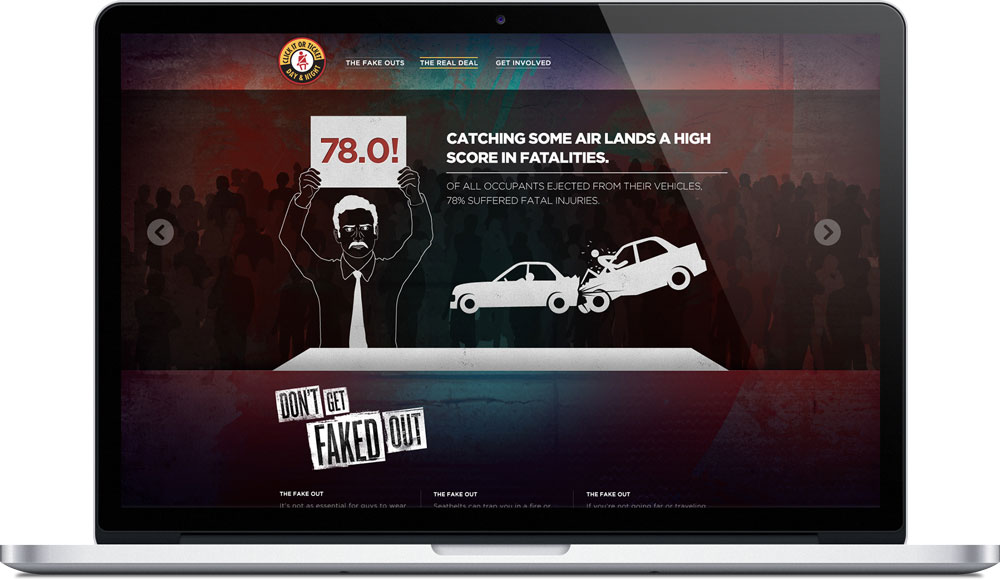 CLICK IT OR TICKET
DAY & NIGHT
THE FAKE OUTS
THE REAL DEAL
GET INVOLVED
78.0!
CATCHING SOME AIR LANDS A HIGH
SCORE IN FATALITIES.
OF ALL OCCUPANTS EJECTED FROM THEIR VEHICLES,
78% SUFFERED FATAL INJURIES.
DON'T GET
FAKED OUT
THE FAKE OUT
It's not as essential for guys to wear
THE FAKE OUT
Seatbelts can trap you in a fire or
THE FAKE OUT
If you're not going far or traveling